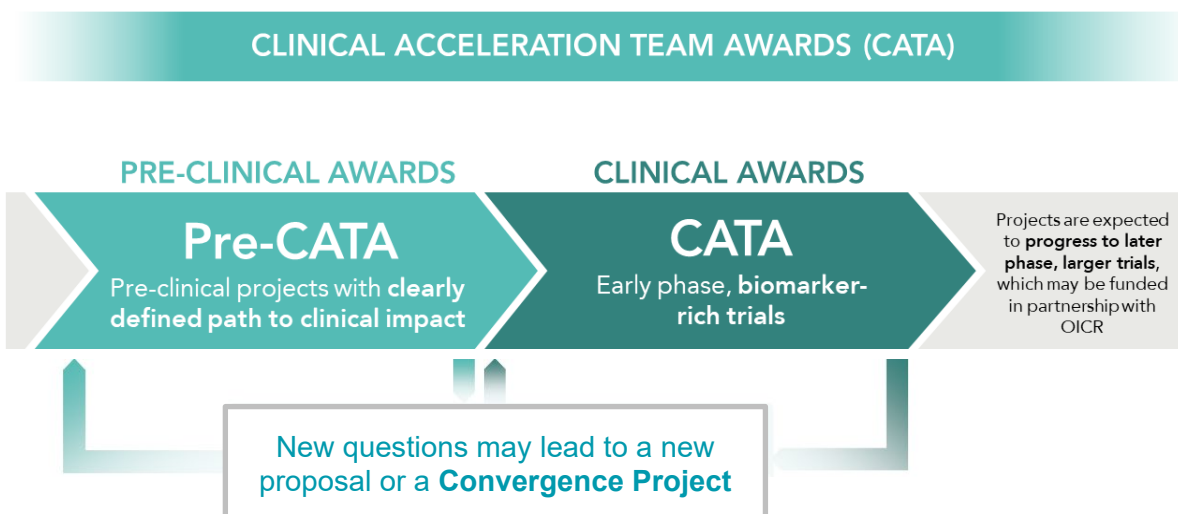 CLINICAL ACCELERATION TEAM AWARDS (CATA)
PRE-CLINICAL AWARDS
CLINICAL AWARDS
Pre-CATA
Pre-clinical projects with clearly
defined path to clinical impact
CATA
Early phase, biomarker-
rich trials
Projects are expected
to progress to later
phase, larger trials,
which may be funded
in partnership with
OICR
New questions may lead to a new
proposal or a Convergence Project